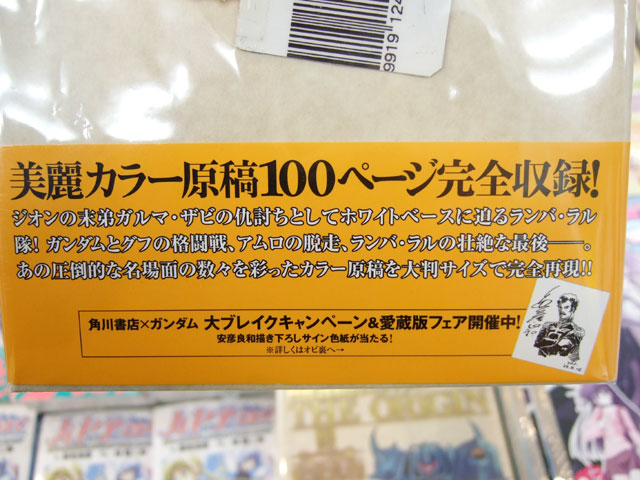 9919 124
美麗カラー原稿100ページ完全収録!
ジオンの末弟ガルマ・ザビの仇討ちとしてホワイトベースに迫るランバ・ラル
隊! ガンダムとグフの格闘戦、アムロの脱走、ランバ・ラルの壮絶な最後――。
あの圧倒的な名場面の数々を彩ったカラー原稿を大判サイズで完全再現!!
角川書店×ガンダム 大ブレイクキャンペーン&愛蔵版フェア開催中!
安彦良和描き下ろしサイン色紙が当たる!
※詳しくはオビ裏へ→
THE ORIGIN